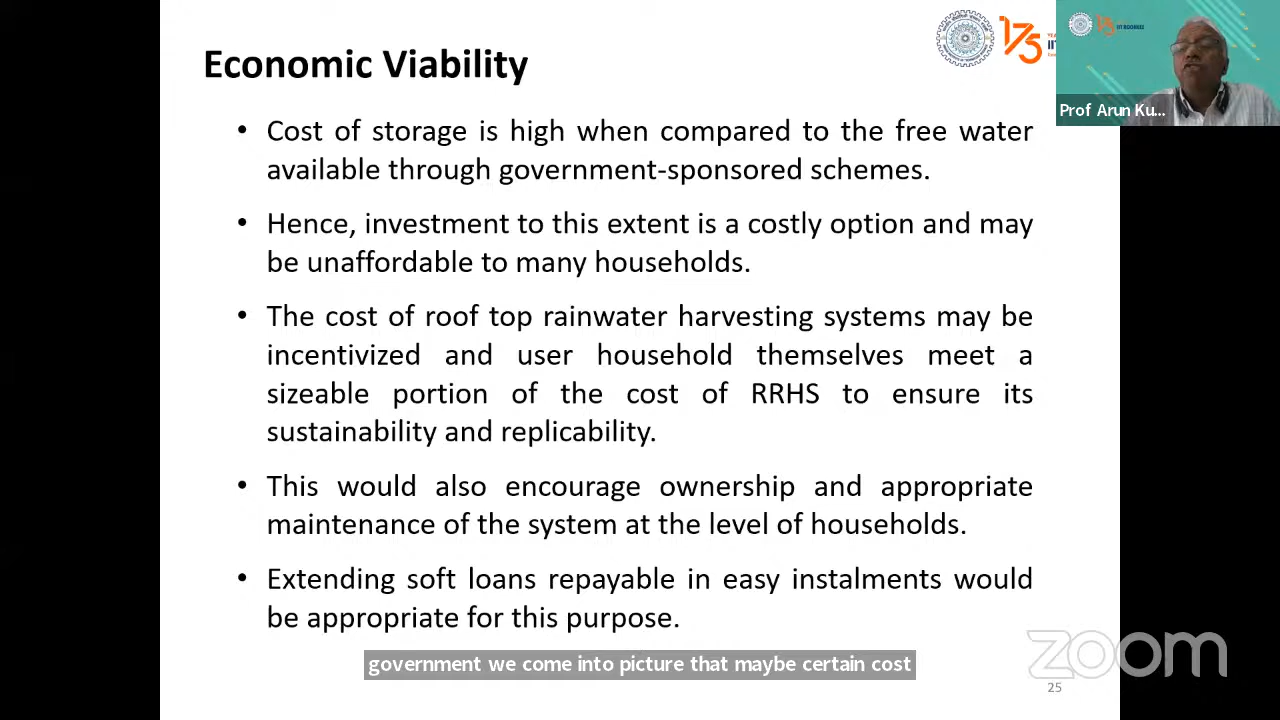 Economic Viability
175
YEA
IIT
IIT ROORKEE
Prof Arun Ku...
• Cost of storage is high when compared to the free water
available through government-sponsored schemes.
• Hence, investment to this extent is a costly option and may
be unaffordable to many households.
• The cost of roof top rainwater harvesting systems may be
incentivized and user household themselves meet a
sizeable portion of the cost of RRHS to ensure its
sustainability and replicability.
• This would also encourage ownership and appropriate
maintenance of the system at the level of households.
• Extending soft loans repayable in easy instalments would
be appropriate for this purpose.
government we come into picture that maybe certain cost
zoom
25